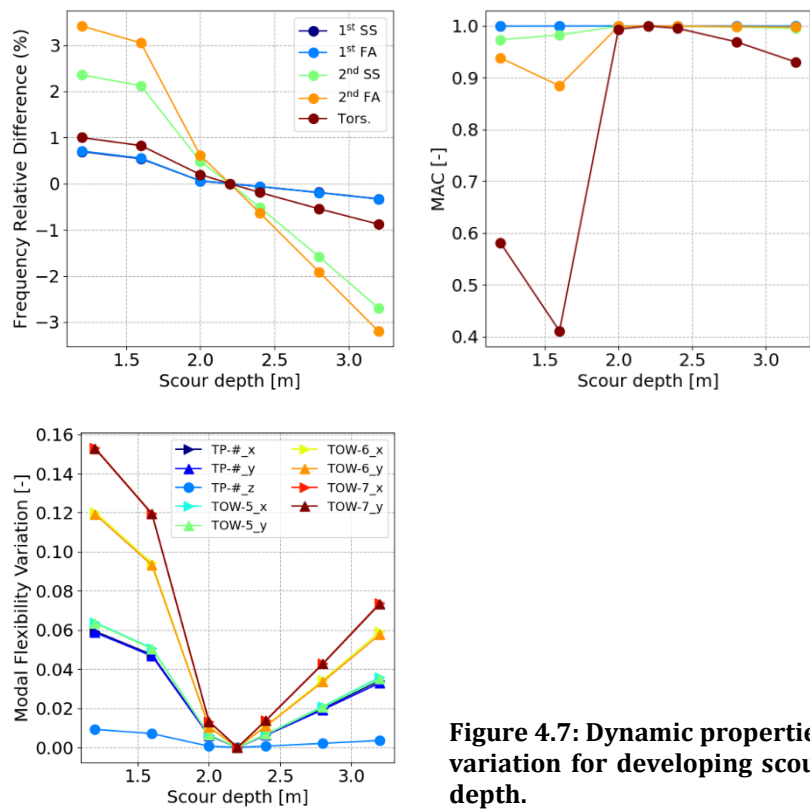 Frequency Relative Difference (%)
3
2
1
0
−1
−2
−3
1.5 2.0 2.5 3.0
Scour depth [m]
1st SS
1st FA
2nd SS
2nd FA
Tors.
MAC [-]
1.0
0.9
0.8
0.7
0.6
0.5
0.4
1.5 2.0 2.5 3.0
Scour depth [m]
Modal Flexibility Variation [-]
0.16
0.14
0.12
0.10
0.08
0.06
0.04
0.02
0.00
1.5 2.0 2.5 3.0
Scour depth [m]
TP-#_x
TP-#_y
TP-#_z
TOW-5_x
TOW-5_y
TOW-6_x
TOW-6_y
TOW-7_x
TOW-7_y
Figure 4.7: Dynamic propertie
variation for developing scou
depth.